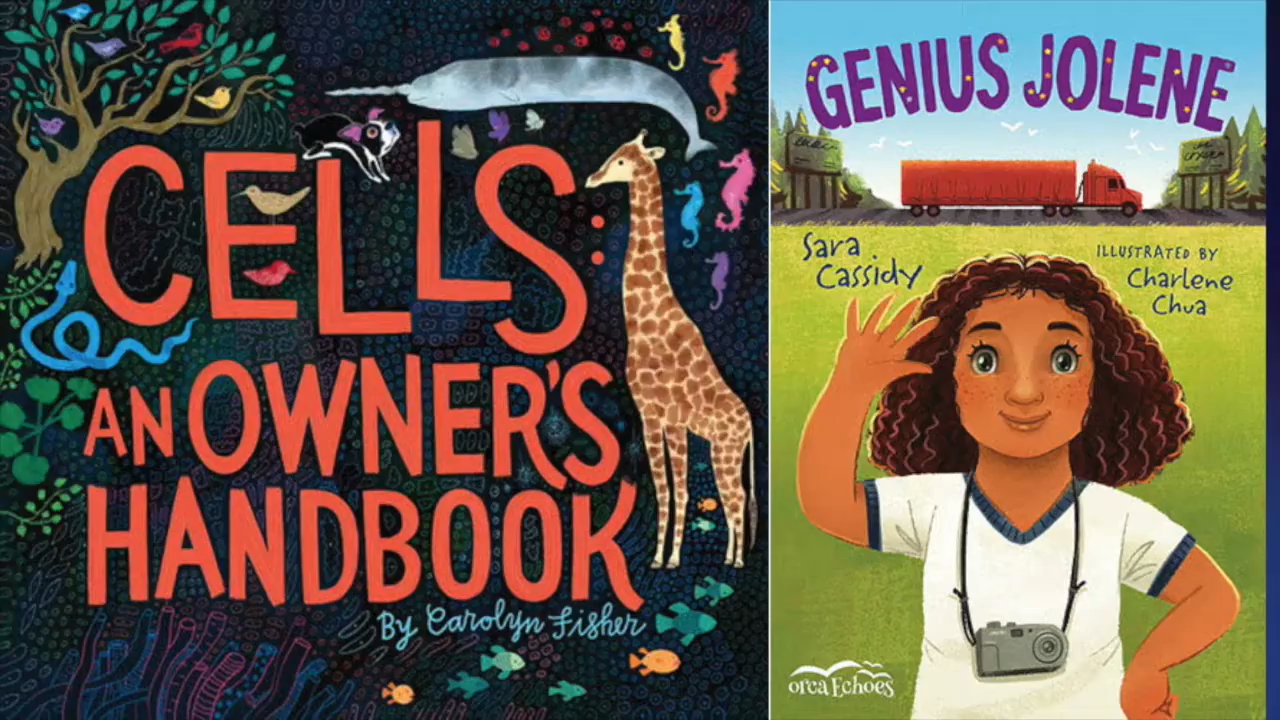 CELLS:
AN OWNER'S
HANDBOOK
By Carolyn Fisher
GENIUS JOLENE
Sara
Cassidy
ILLUSTRATED BY
Charlene
Chua
orca Echoes